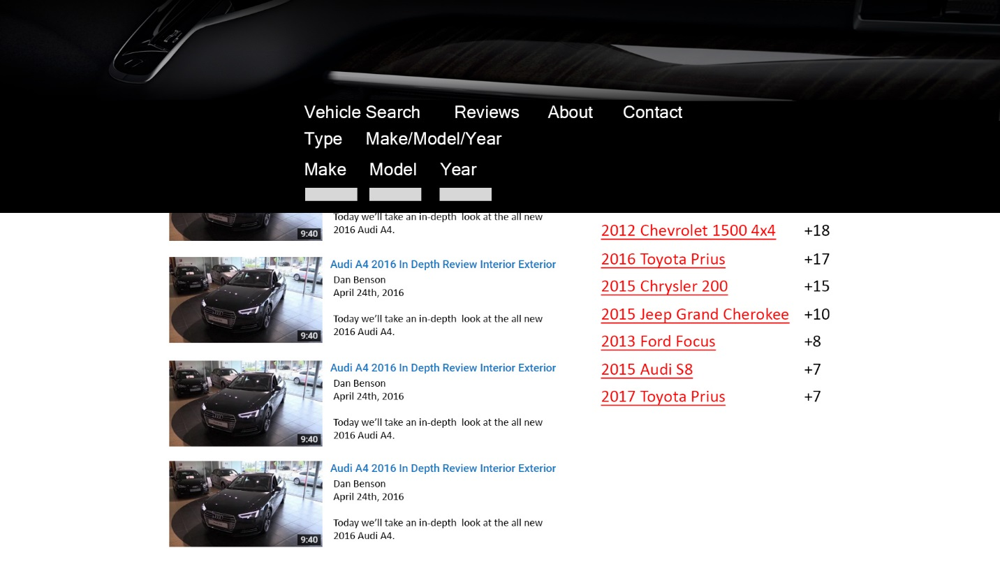 Vehicle Search Reviews About Contact
Type Make/Model/Year
Make Model Year
Today we'll take an in-depth look at the all new
2016 Audi A4.
9:40
Audi A4 2016 In Depth Review Interior Exterior
Dan Benson
April 24th, 2016
Today we'll take an in-depth look at the all new
2016 Audi A4.
9:40
Audi A4 2016 In Depth Review Interior Exterior
Dan Benson
April 24th, 2016
Today we'll take an in-depth look at the all new
2016 Audi A4.
9:40
Audi A4 2016 In Depth Review Interior Exterior
Dan Benson
April 24th, 2016
Today we'll take an in-depth look at the all new
2016 Audi A4.
9:40
2012 Chevrolet 1500 4x4 +18
2016 Toyota Prius +17
2015 Chrysler 200 +15
2015 Jeep Grand Cherokee +10
2013 Ford Focus +8
2015 Audi S8 +7
2017 Toyota Prius +7